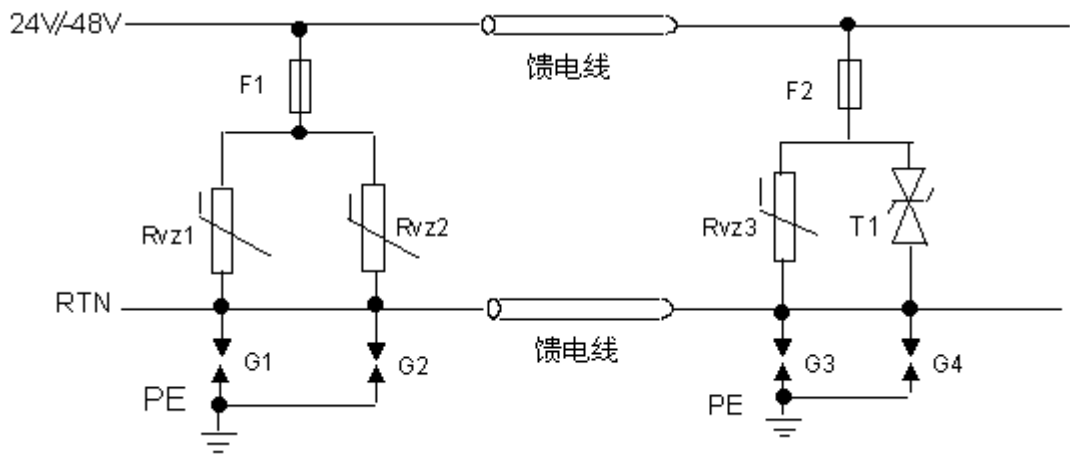 24V/-48V
馈电线
F1
F2
Rvz1
Rvz2
Rvz3
T1
RTN
馈电线
G1
G2
G3
G4
PE
PE